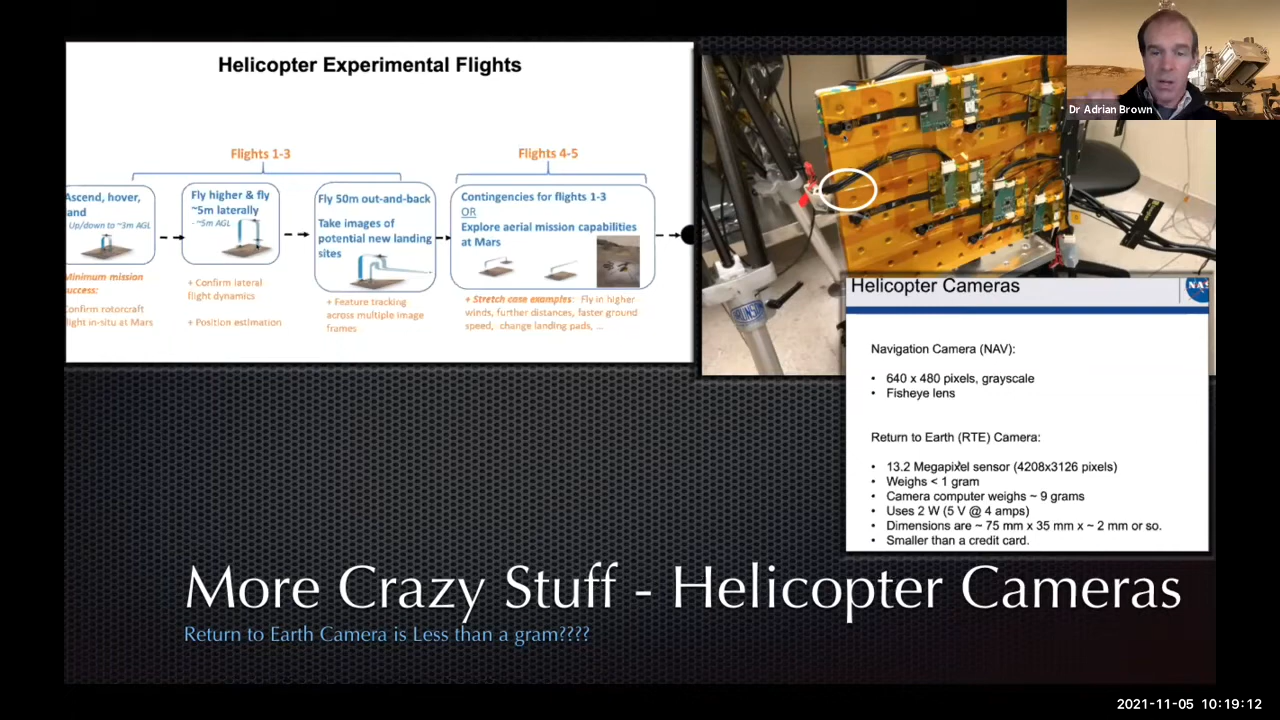 Helicopter Experimental Flights
Flights 1-3
Flights 4-5
Ascend, hover,
and
Up/down to ~3m AGL
Minimum mission
uccess:
Confirm rotorcraft
light in-situ at Mars
Fly higher & fly
~5m laterally
- ~5m AGL
+ Confirm lateral
flight dynamics
+ Position estimation
Fly 50m out-and-back
Take images of
potential new landing
sites
+ Feature tracking
across multiple image
frames
Contingencies for flights 1-3
OR
Explore aerial mission capabilities
at Mars
+ Stretch case examples: Fly in higher
winds, further distances, faster ground
speed, change landing pads, ...
Dr Adrian Brown
BRUNSON
Helicopter Cameras
NAS
Navigation Camera (NAV):
• 640 x 480 pixels, grayscale
• Fisheye lens
Return to Earth (RTE) Camera:
• 13.2 Megapixel sensor (4208x3126 pixels)
• Weighs < 1 gram
• Camera computer weighs ~ 9 grams
• Uses 2 W (5 V @ 4 amps)
• Dimensions are ~ 75 mm x 35 mm x ~ 2 mm or so.
• Smaller than a credit card.
More Crazy Stuff - Helicopter Cameras
Return to Earth Camera is Less than a gram????
2021-11-05 10:19:12